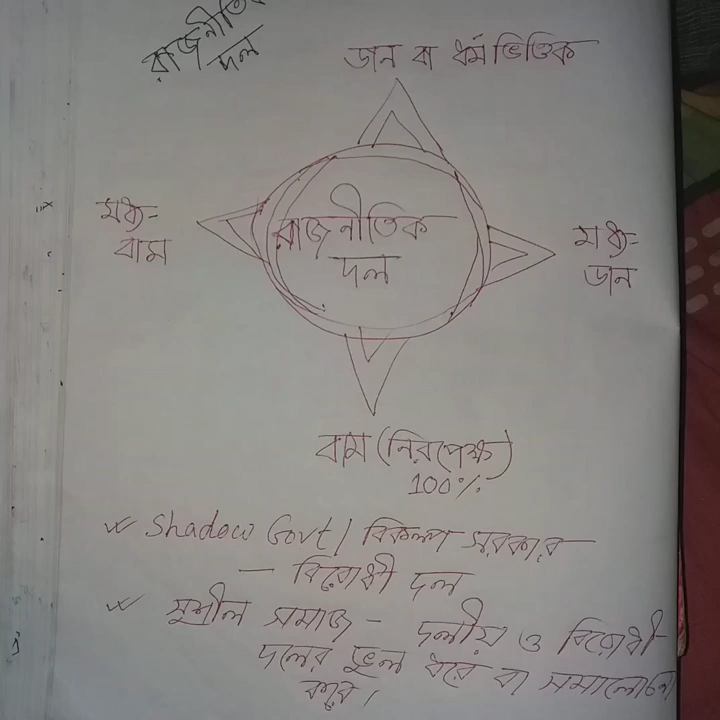 রাজনীতিক
দল
ডান বা ধর্ম ভিত্তিক
মধ্য-
বাম
রাজনীতিক
দল
মধ্য-
ডান
বাম (নিরপেক্ষ)
100%
Shadow Govt / বিকল্প সরকার
- বিরোধী দল
সুশীল সমাজ - দলীয় ও বিরোধী
দলের ভুল ধরে বা সমালোচনা
করে।